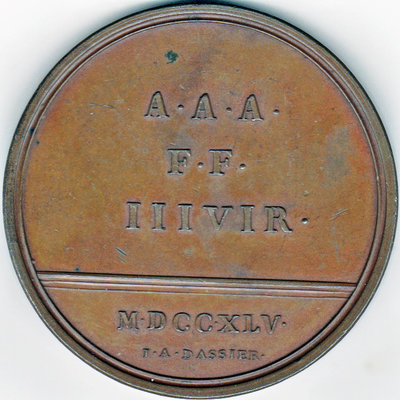 A·A·A·
F·F·
IIIVIR·
M·DCCXLV·
I·A·DASSIER·